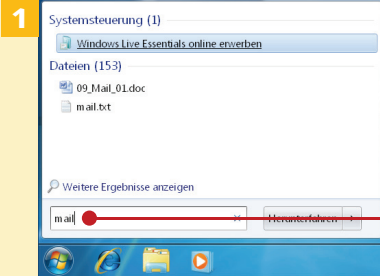 1
Systemsteuerung (1)
Windows Live Essentials online erwerben
Dateien (153)
09_Mail_01.doc
mail.txt
Weitere Ergebnisse anzeigen
mail
Herunterfahren